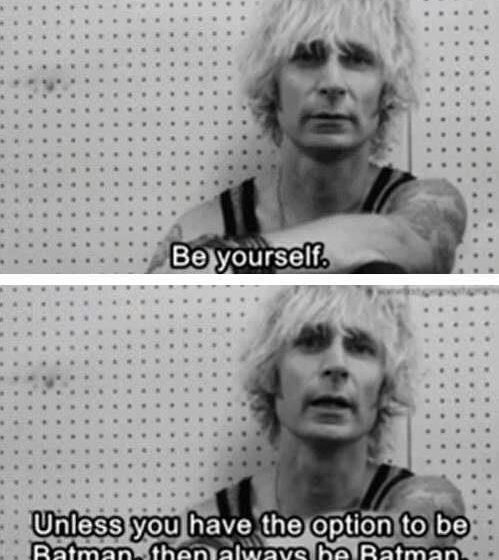 Be yourself.
Unless you have the option to be
Batman, then always be Batman.